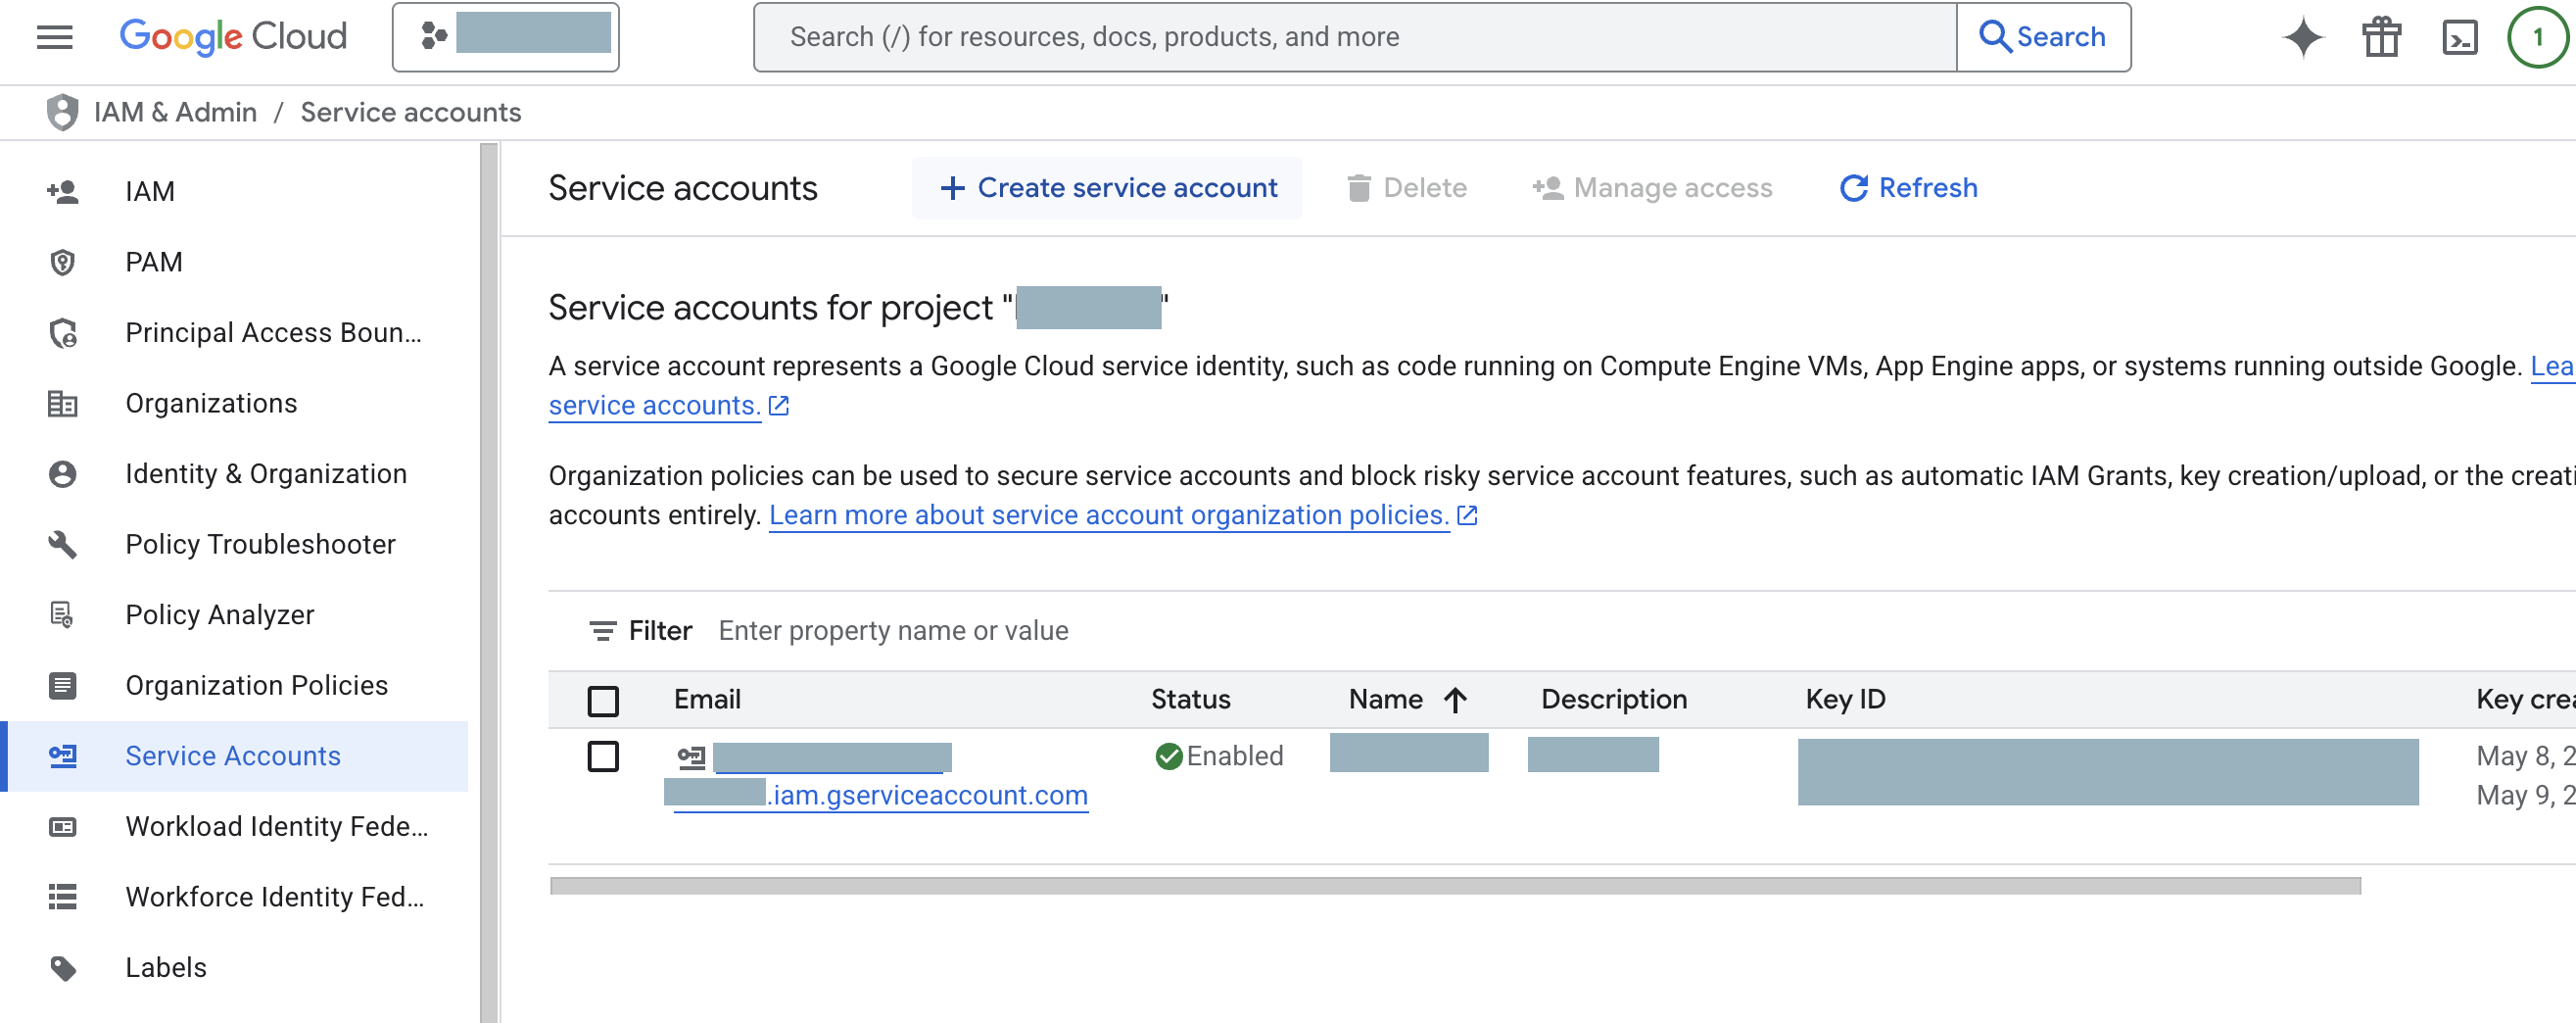 Google Cloud
Search (/) for resources, docs, products, and more
Search
1
IAM & Admin / Service accounts
IAM
PAM
Principal Access Boun...
Organizations
Identity & Organization
Policy Troubleshooter
Policy Analyzer
Organization Policies
Service Accounts
Workload Identity Fede...
Workforce Identity Fed...
Labels
Service accounts
Create service account
Delete
Manage access
Refresh
Service accounts for project " "
A service account represents a Google Cloud service identity, such as code running on Compute Engine VMs, App Engine apps, or systems running outside Google. Lea
service accounts.
Organization policies can be used to secure service accounts and block risky service account features, such as automatic IAM Grants, key creation/upload, or the creati
accounts entirely. Learn more about service account organization policies.
Filter Enter property name or value
Email Status Name Description Key ID Key crea
Enabled May 8, 2
.iam.gserviceaccount.com May 9, 2